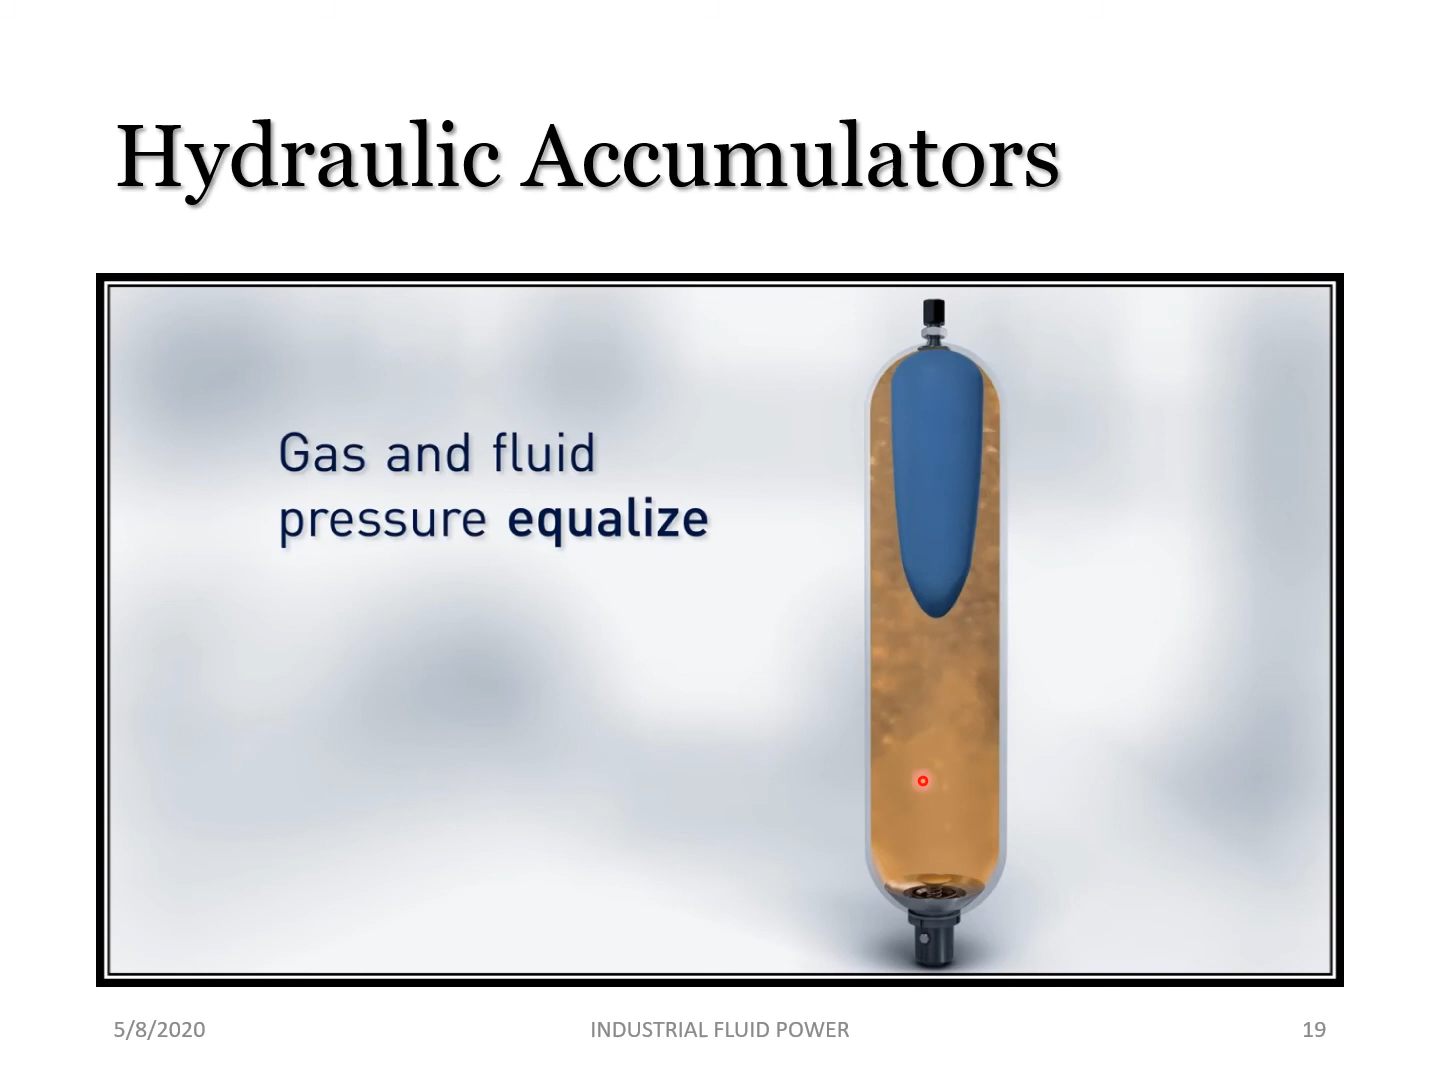 Hydraulic Accumulators
Gas and fluid
pressure equalize
5/8/2020
INDUSTRIAL FLUID POWER
19